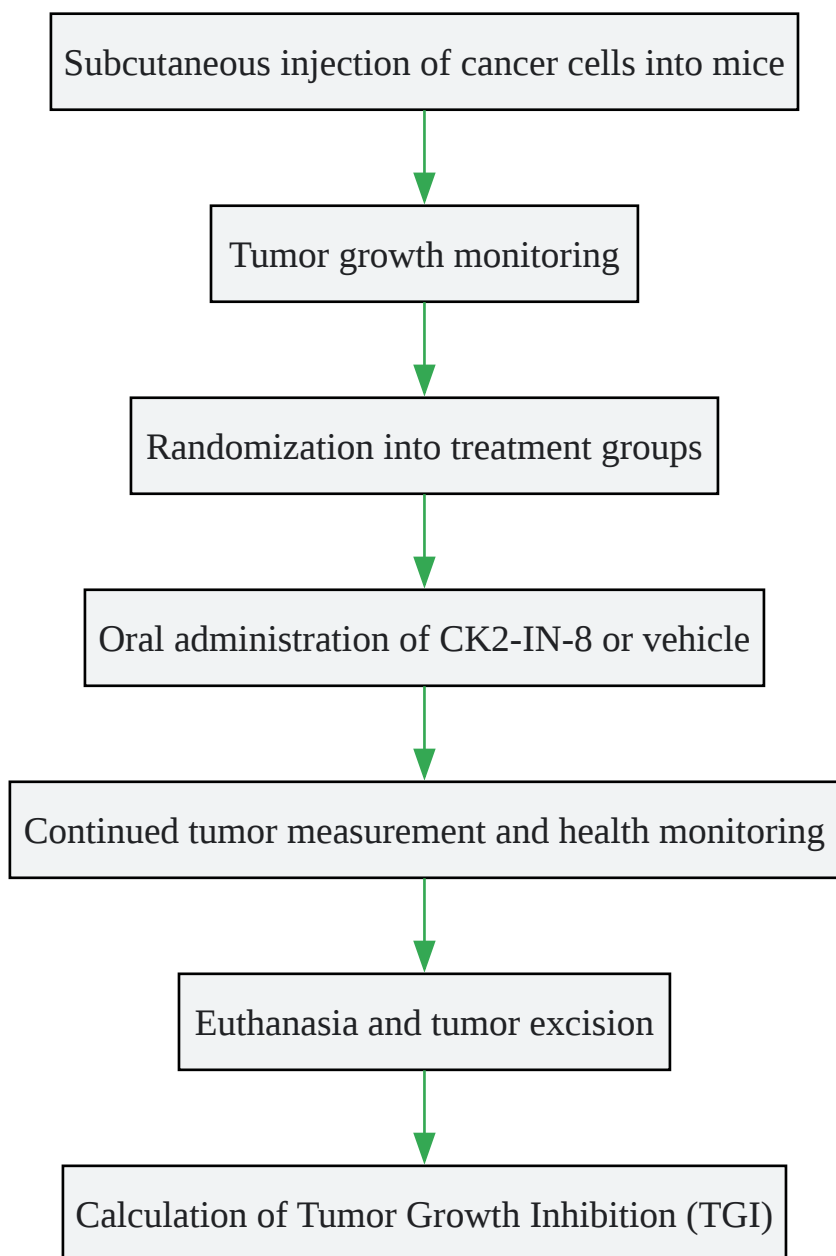 Subcutaneous injection of cancer cells into mice
Tumor growth monitoring
Randomization into treatment groups
Oral administration of CK2-IN-8 or vehicle
Continued tumor measurement and health monitoring
Euthanasia and tumor excision
Calculation of Tumor Growth Inhibition (TGI)